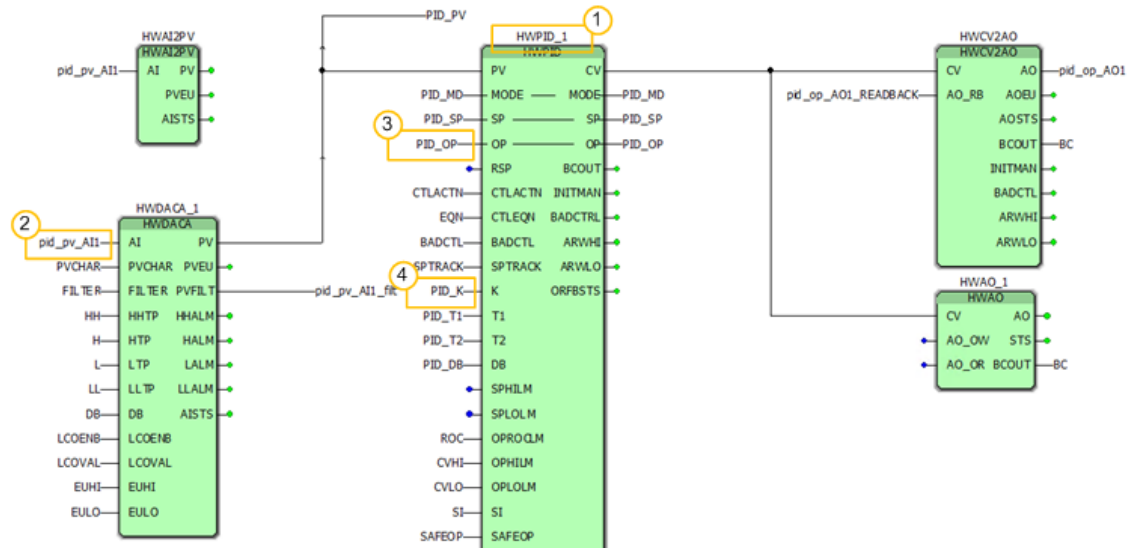 PID_PV
1
HWAI2PV
HWAI2PV
pid_pv_AI1 AI PV
PVEU
AISTS
HWPID_1
HWPID
PV CV
PID_MD MODE MODE PID_MD
PID_SP SP SP PID_SP
3
PID_OP OP OP PID_OP
RSP BCOUT
CTLACTN CTLACTN INITMAN
EQN CTLEQN BADCTRL
BADCTL BADCTL ARWHI
SPTRACK SPTRACK ARWLO
4
PID_K K ORFBSTS
PID_T1 T1
PID_T2 T2
PID_DB DB
SPHILM
SPLOLM
ROC OPROCLM
CVHI OPHILM
CVLO OPLOLM
SI SI
SAFEOP SAFEOP
HWCV2AO
HWCV2AO
CV AO pid_op_AO1
pid_op_AO1_READBACK AO_RB AOEU
AOSTS
BCOUT BC
INITMAN
BADCTL
ARWHI
ARWLO
HWDACA_1
HWDACA
2
pid_pv_AI1 AI PV
PVCHAR PVCHAR PVEU
FILTER FILTER PVFILT pid_pv_AI1_filt
HH HHTP HHALM
H HTP HALM
L LTP LALM
LL LLTP LLALM
DB DB AISTS
LCOENB LCOENB
LCOVAL LCOVAL
EUHI EUHI
EULO EULO
HWAO_1
HWAO
CV AO
AO_OW STS
AO_OR BCOUT BC